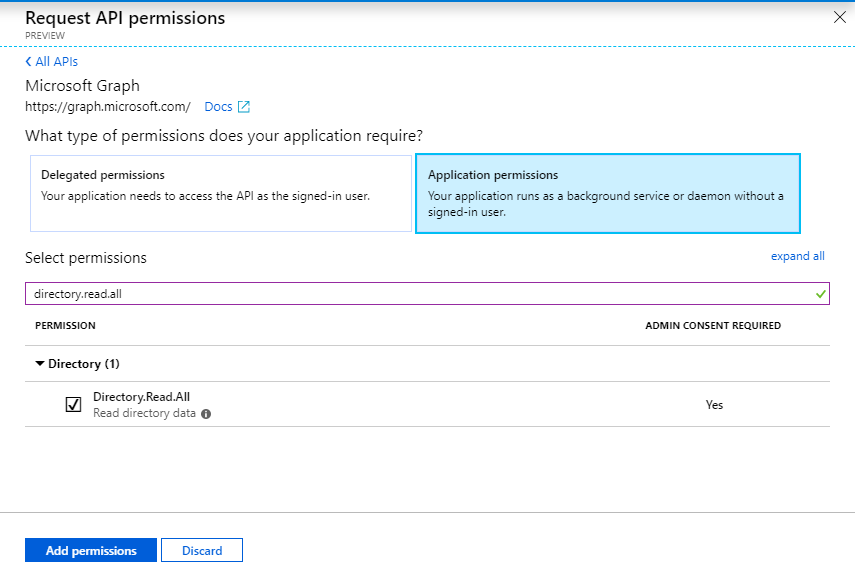 Request API permissions
PREVIEW
All APIs
Microsoft Graph
https://graph.microsoft.com/ Docs
What type of permissions does your application require?
Delegated permissions
Your application needs to access the API as the signed-in user.
Application permissions
Your application runs as a background service or daemon without a
signed-in user.
Select permissions
expand all
directory.read.all
PERMISSION ADMIN CONSENT REQUIRED
Directory (1)
Directory.Read.All
Read directory data
Yes
Add permissions Discard